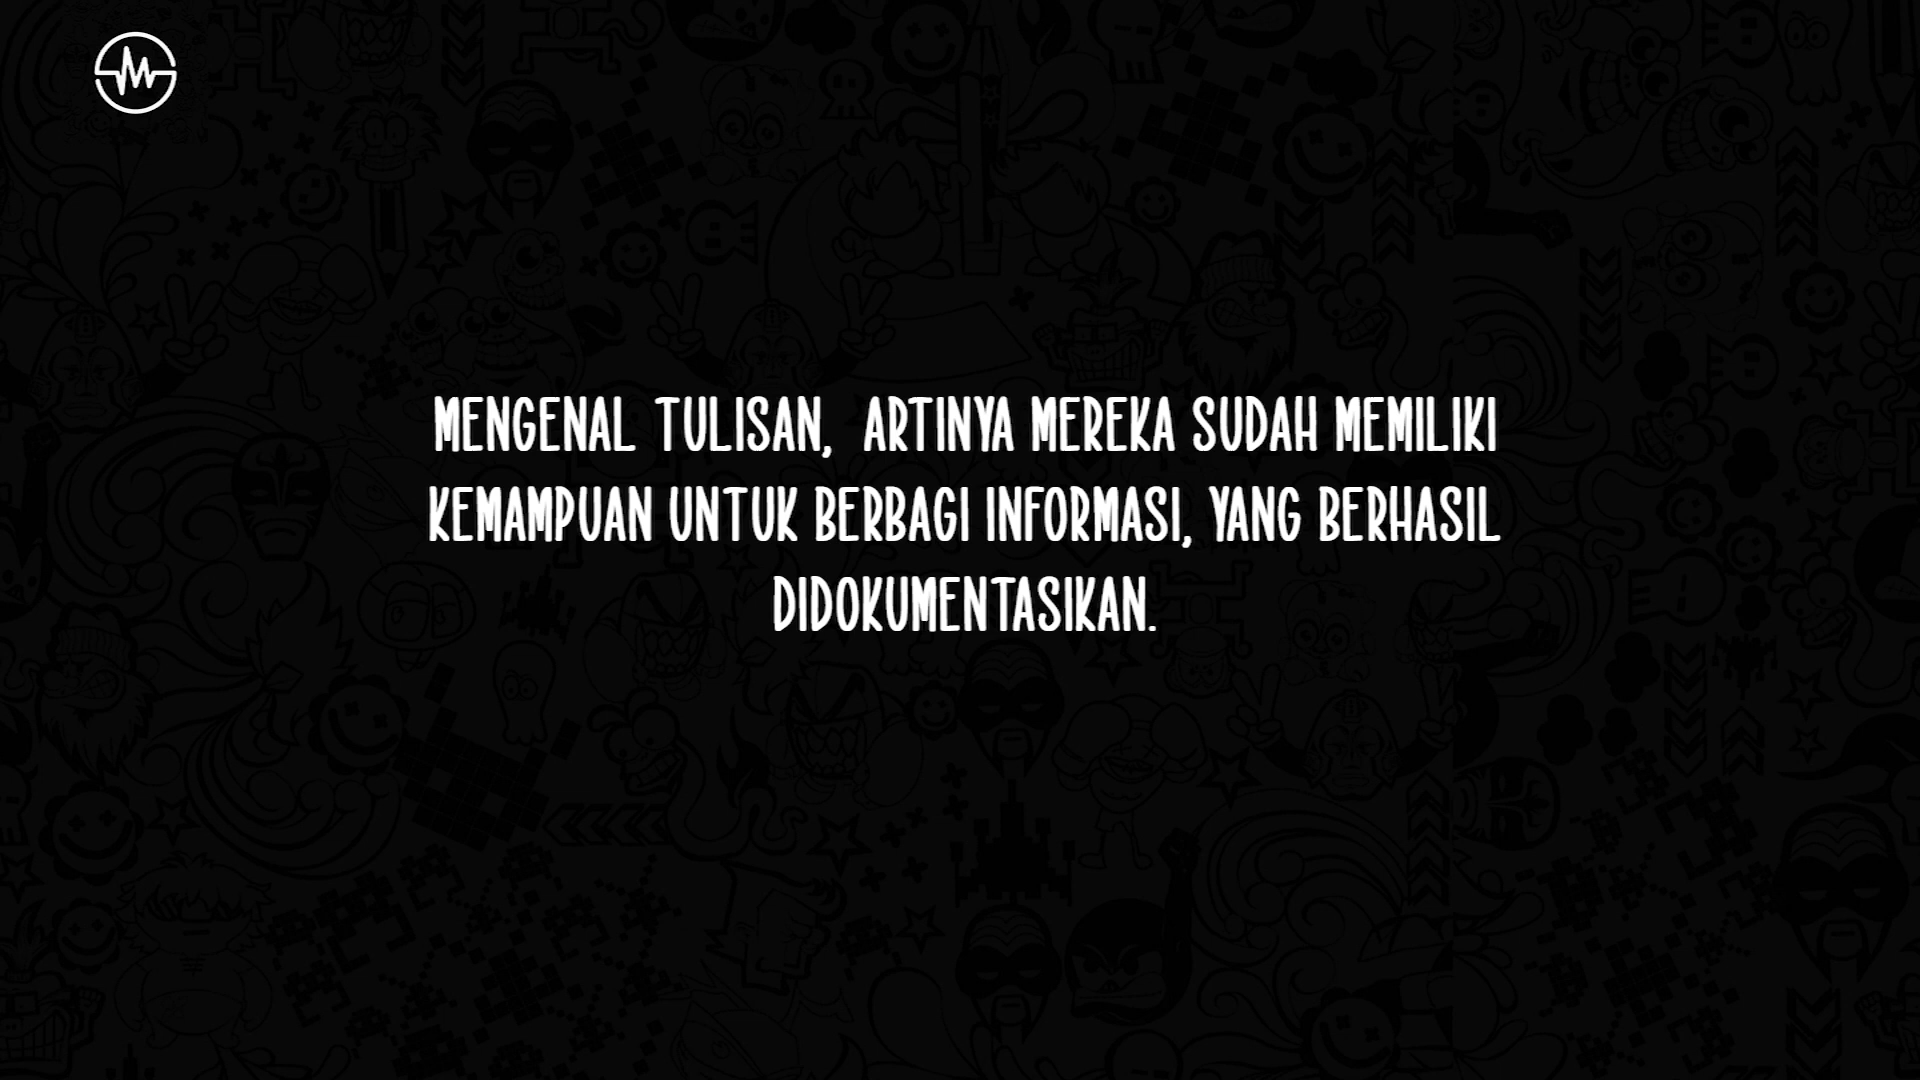 MENGENAL TULISAN, ARTINYA MEREKA SUDAH MEMILIKI
KEMAMPUAN UNTUK BERBAGI INFORMASI, YANG BERHASIL
DIDOKUMENTASIKAN.